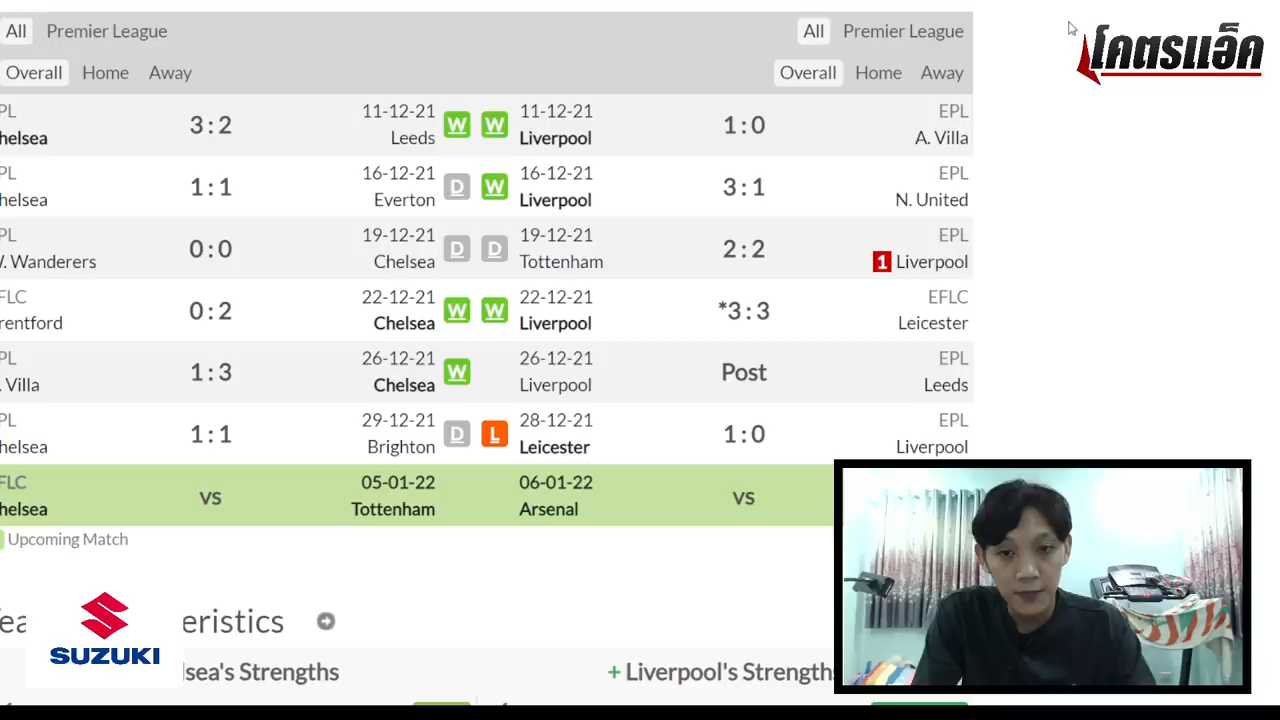 All Premier League
All Premier League
โคตรแอ็ค
Overall Home Away
Overall Home Away
PL 11-12-21 11-12-21 EPL
helsea 3 : 2 Leeds W W Liverpool 1 : 0 A. Villa
PL 16-12-21 16-12-21 EPL
helsea 1 : 1 Everton D W Liverpool 3 : 1 N. United
PL 19-12-21 19-12-21 EPL
. Wanderers 0 : 0 Chelsea D D Tottenham 2 : 2 1 Liverpool
FLC 22-12-21 22-12-21 EFLC
rentford 0 : 2 Chelsea W W Liverpool *3 : 3 Leicester
PL 26-12-21 26-12-21 EPL
. Villa 1 : 3 Chelsea W Liverpool Post Leeds
PL 29-12-21 28-12-21 EPL
helsea 1 : 1 Brighton D L Leicester 1 : 0 Liverpool
FLC 05-01-22 06-01-22
helsea VS Tottenham Arsenal VS
Upcoming Match
ea eristics
SUZUKI
lsea's Strengths
+ Liverpool's Strengths